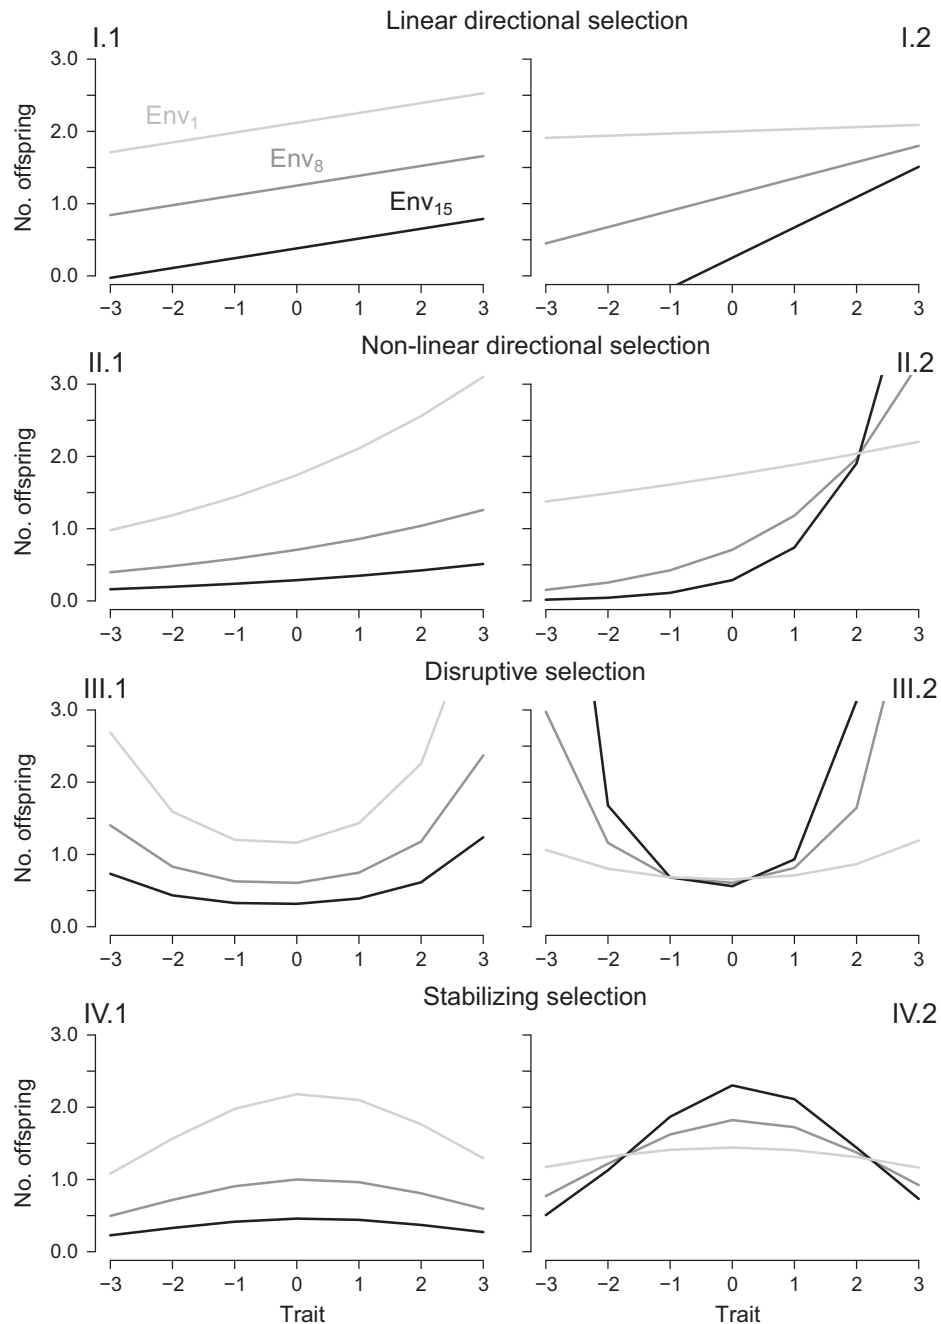 Linear directional selection
I.1
I.2
3.0
2.0
1.0
0.0
No. offspring
Env1
Env8
Env15
−3 −2 −1 0 1 2 3
−3 −2 −1 0 1 2 3
Non-linear directional selection
II.1
II.2
3.0
2.0
1.0
0.0
No. offspring
−3 −2 −1 0 1 2 3
−3 −2 −1 0 1 2 3
Disruptive selection
III.1
III.2
3.0
2.0
1.0
0.0
No. offspring
−3 −2 −1 0 1 2 3
−3 −2 −1 0 1 2 3
Stabilizing selection
IV.1
IV.2
3.0
2.0
1.0
0.0
No. offspring
−3 −2 −1 0 1 2 3
−3 −2 −1 0 1 2 3
Trait
Trait